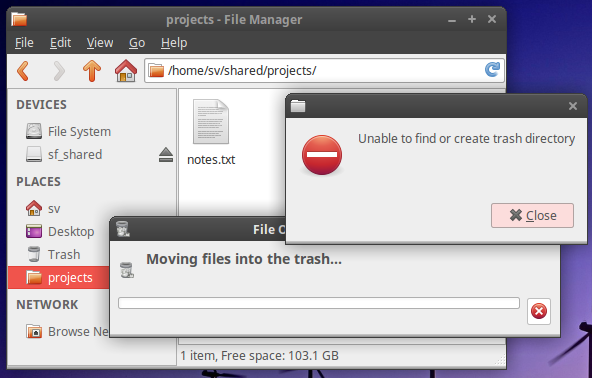 projects - File Manager
File Edit View Go Help
/home/sv/shared/projects/
DEVICES
File System
sf_shared
PLACES
sv
Desktop
Trash
projects
NETWORK
Browse Ne
notes.txt
1 item, Free space: 103.1 GB
Unable to find or create trash directory
Close
File O
Moving files into the trash...